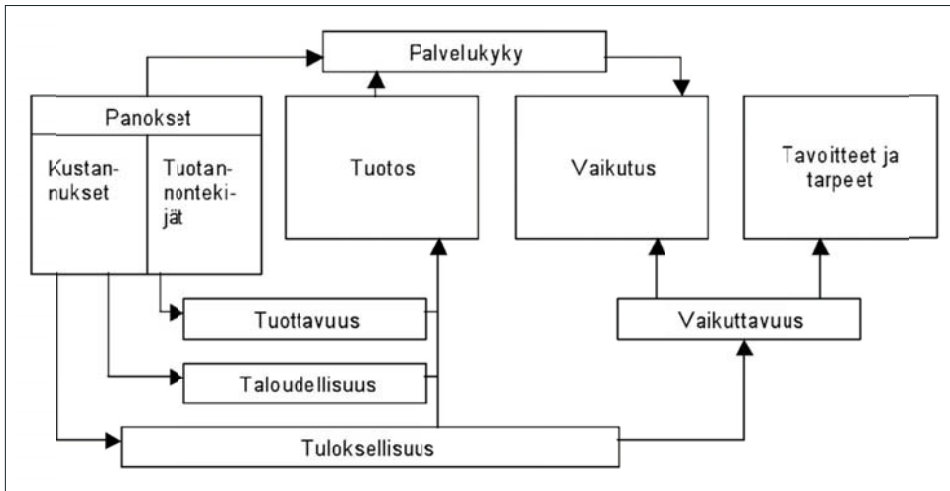 Palvelukyky
Panokset
Kustan-
nukset
Tuotan-
nonteki-
jät
Tuotos
Vaikutus
Tavoitteet ja
tarpeet
Tuottavuus
Vaikuttavuus
Taloudellisuus
Tuloksellisuus